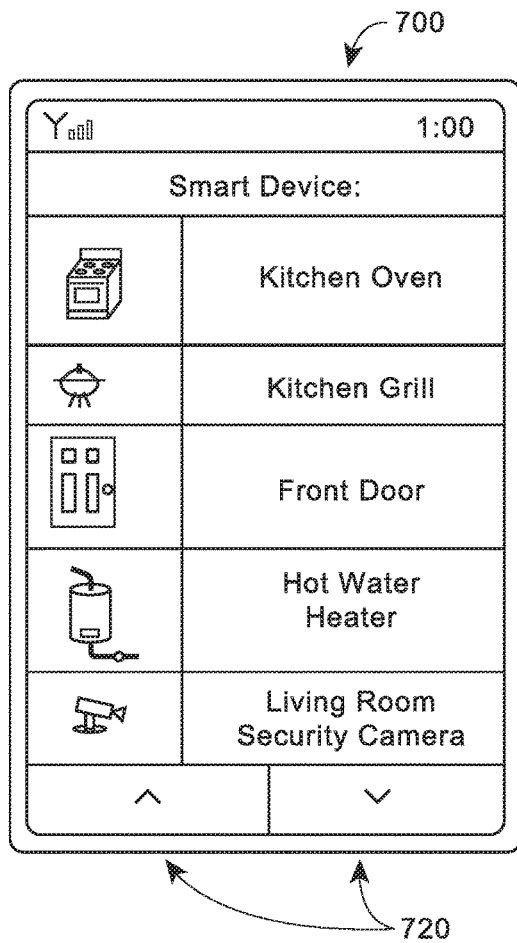 700
1:00
Smart Device:
Kitchen Oven
Kitchen Grill
Front Door
Hot Water
Heater
Living Room
Security Camera
720